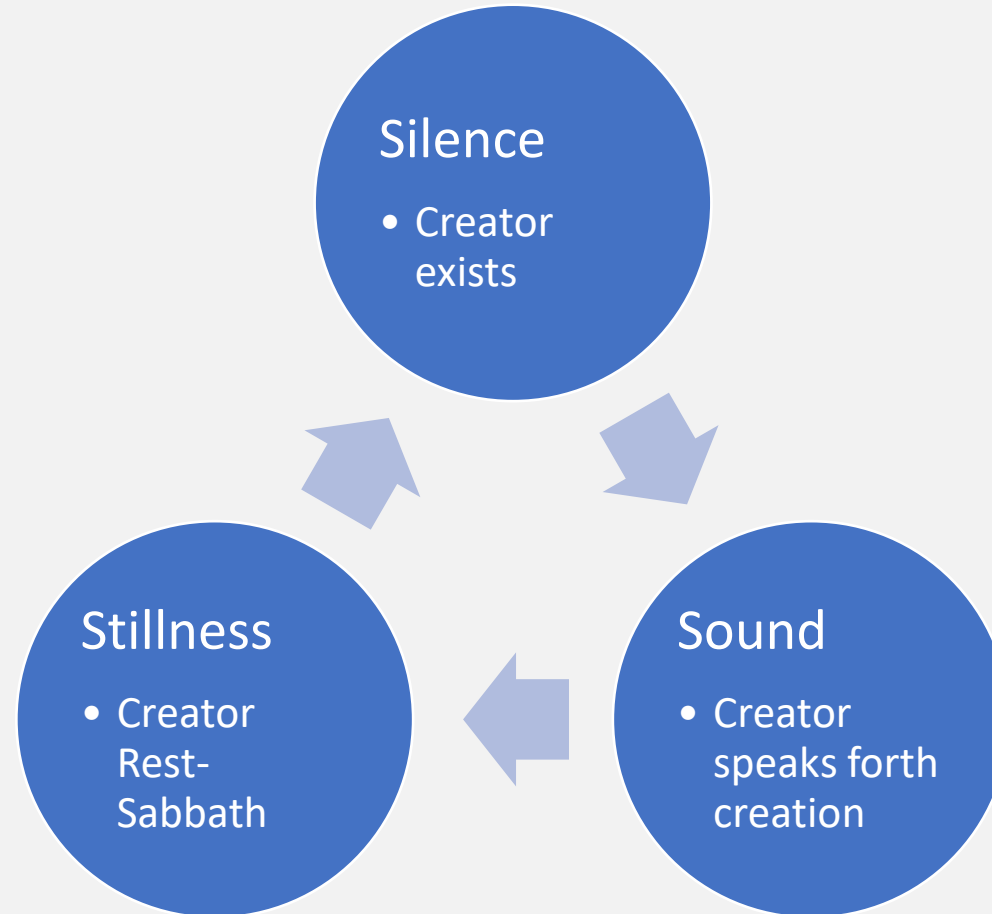 Silence
• Creator
exists
Sound
• Creator
speaks forth
creation
Stillness
• Creator
Rest-
Sabbath